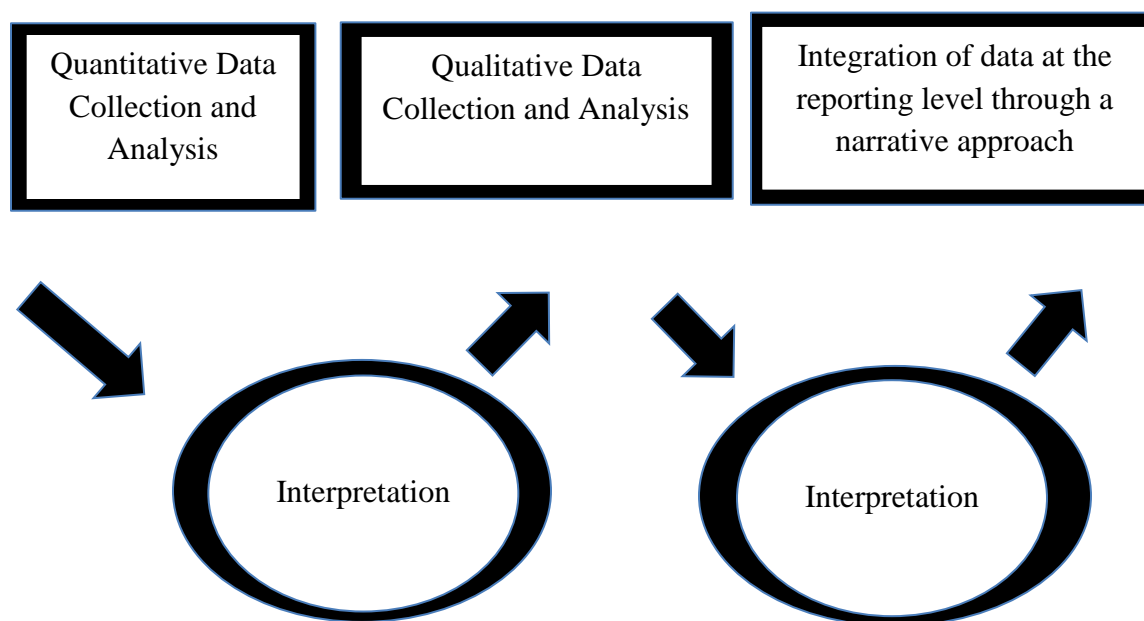 Quantitative Data
Collection and
Analysis
Qualitative Data
Collection and Analysis
Integration of data at the
reporting level through a
narrative approach
Interpretation
Interpretation